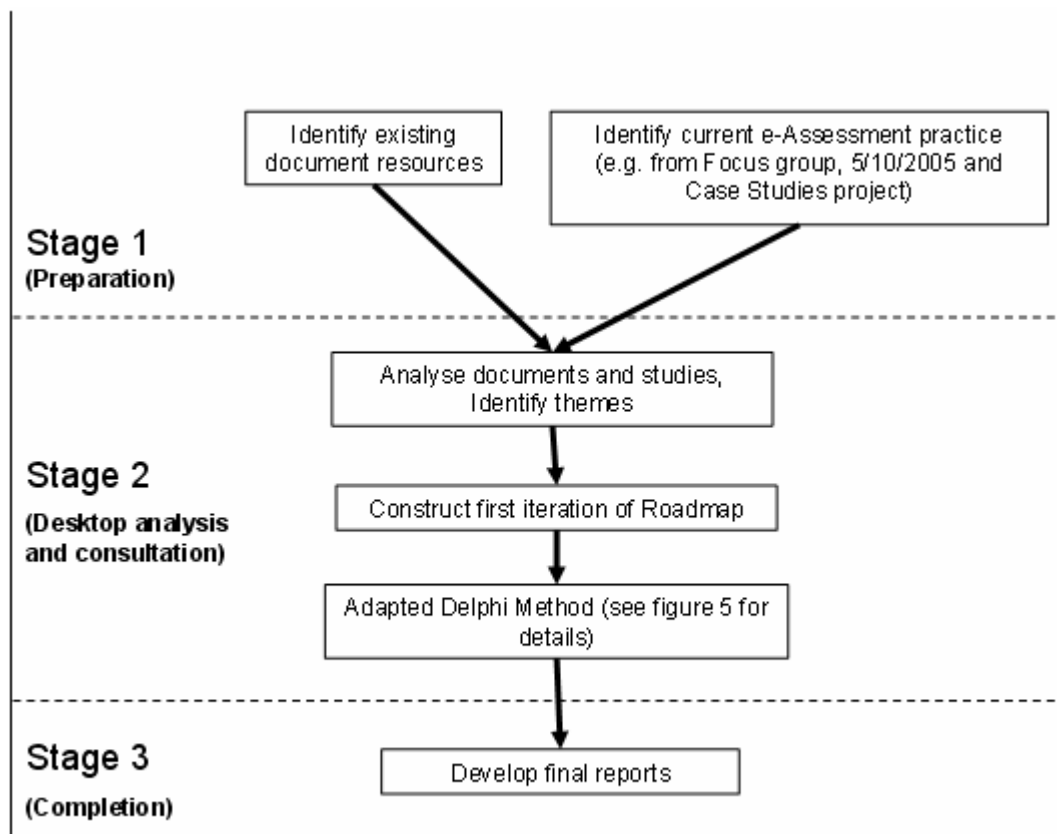 Identify existing
document resources
Identify current e-Assessment practice
(e.g. from Focus group, 5/10/2005 and
Case Studies project)
Stage 1
(Preparation)
Analyse documents and studies,
Identify themes
Stage 2
(Desktop analysis
and consultation)
Construct first iteration of Roadmap
Adapted Delphi Method (see figure 5 for
details)
Stage 3
(Completion)
Develop final reports